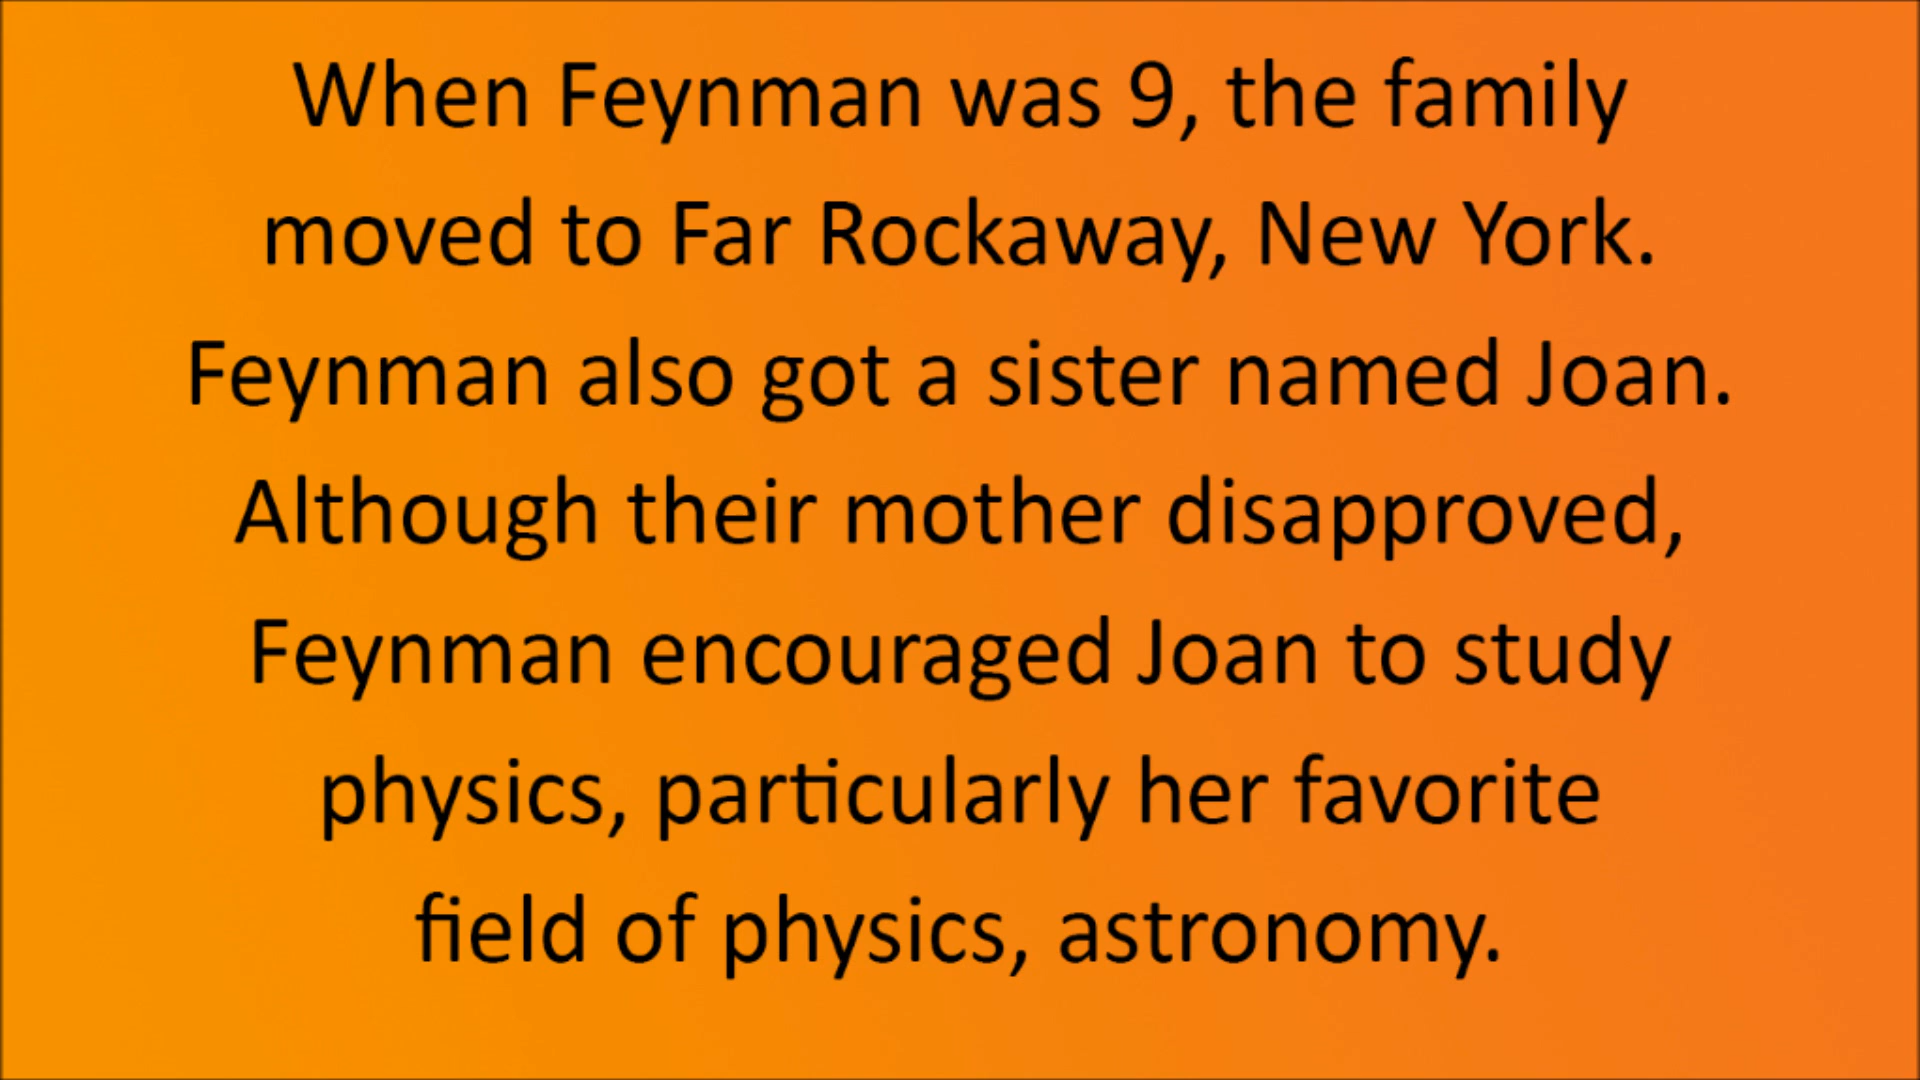 When Feynman was 9, the family
moved to Far Rockaway, New York.
Feynman also got a sister named Joan.
Although their mother disapproved,
Feynman encouraged Joan to study
physics, particularly her favorite
field of physics, astronomy.